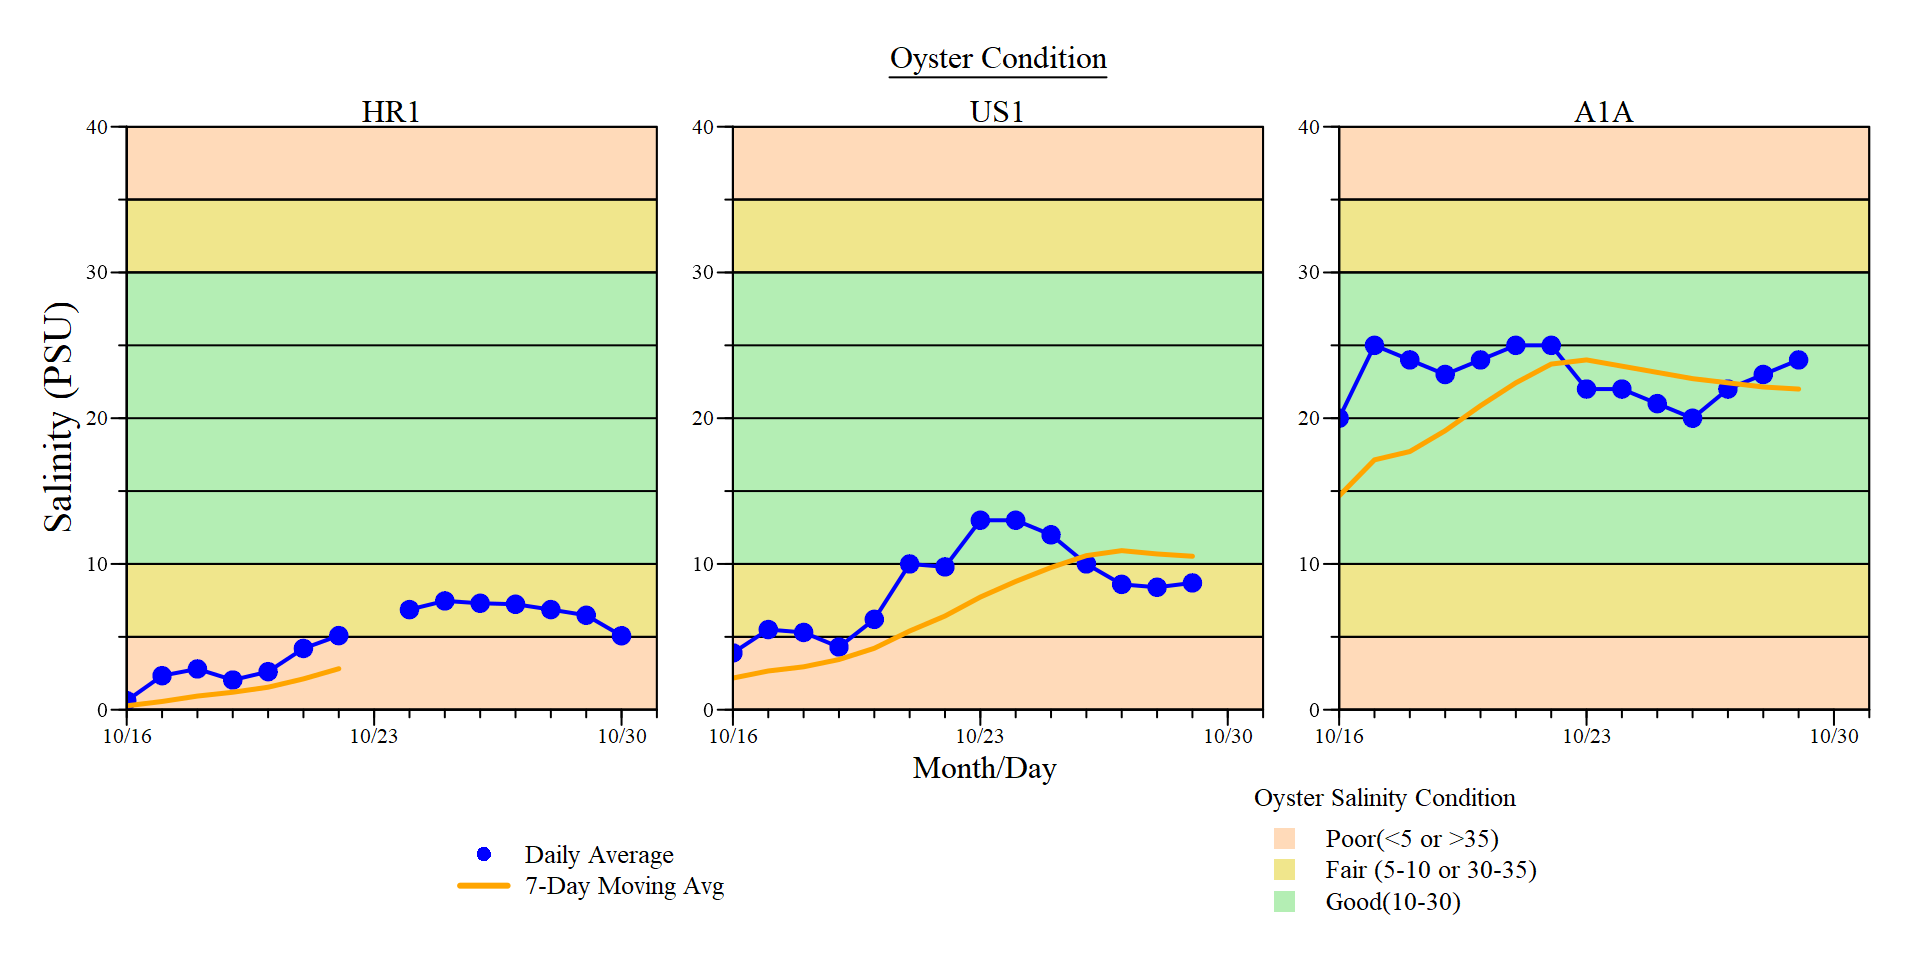 Oyster Condition
HR1
US1
A1A
Salinity (PSU)
40
30
20
10
0
10/16
10/23
10/30
40
30
20
10
0
10/16
10/23
10/30
40
30
20
10
0
10/16
10/23
10/30
Month/Day
Daily Average
7-Day Moving Avg
Oyster Salinity Condition
Poor(<5 or >35)
Fair (5-10 or 30-35)
Good(10-30)